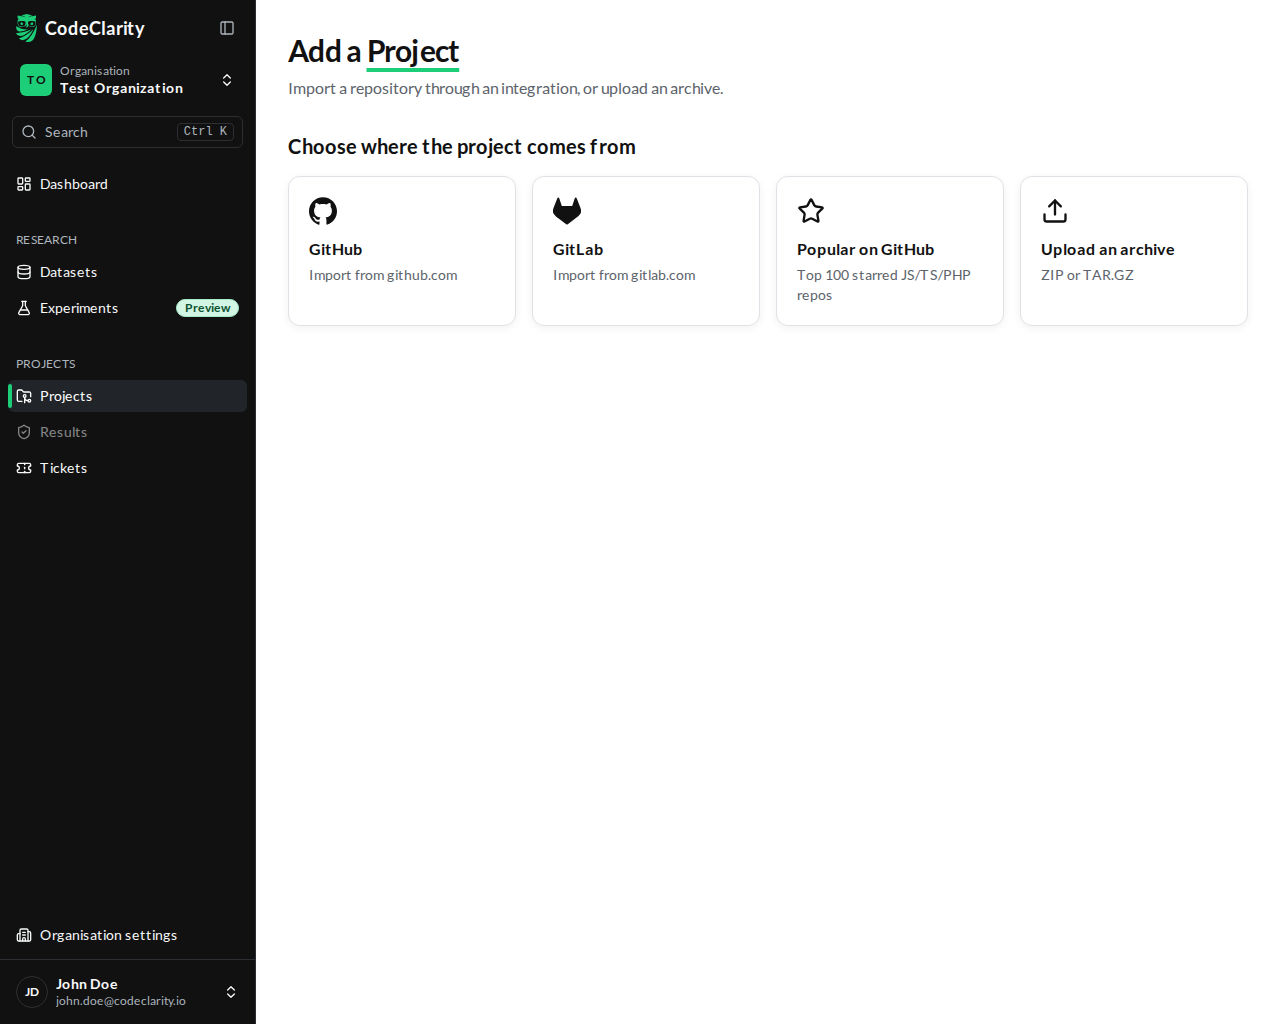 CodeClarity
TO
Organisation
Test Organization
Search
Ctrl K
Dashboard
RESEARCH
Datasets
Experiments
Preview
PROJECTS
Projects
Results
Tickets
Organisation settings
JD
John Doe
john.doe@codeclarity.io
Add a Project
Import a repository through an integration, or upload an archive.
Choose where the project comes from
GitHub
Import from github.com
GitLab
Import from gitlab.com
Popular on GitHub
Top 100 starred JS/TS/PHP
repos
Upload an archive
ZIP or TAR.GZ